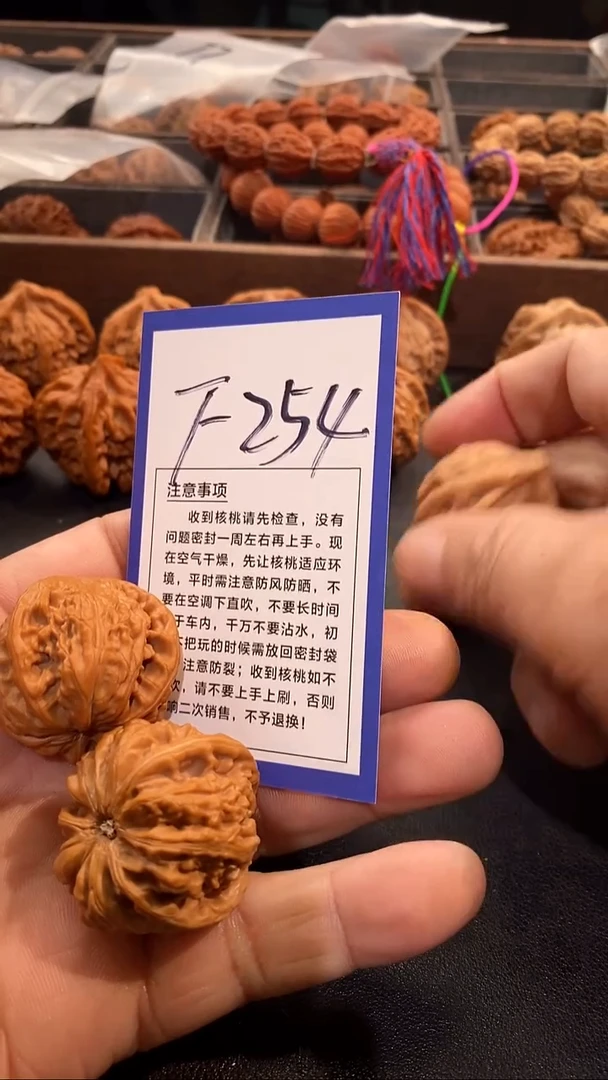 F254
注意事项
收到核桃请先检查，没有
问题密封一周左右再上手。现
在空气干燥，先让核桃适应环
境，平时需注意防风防晒，不
要在空调下直吹，不要长时间
于车内，千万不要沾水，初
把玩的时候需放回密封袋
注意防裂；收到核桃如不
欢，请不要上手上刷，否则
响二次销售，不予退换！